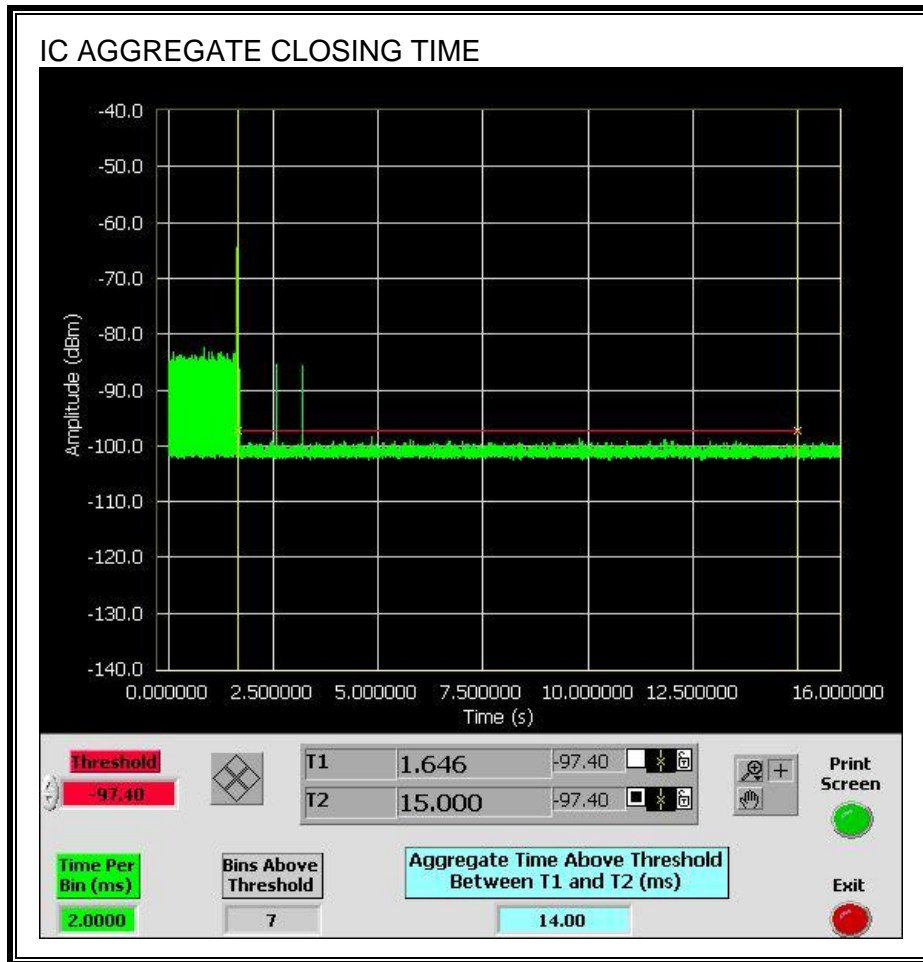 IC AGGREGATE CLOSING TIME
-40.0
-50.0
-60.0
-70.0
-80.0
-90.0
-100.0
-110.0
-120.0
-130.0
-140.0
Amplitude (dBm)
0.000000 2.500000 5.000000 7.500000 10.000000 12.500000 16.000000
Time (s)
Threshold
-97.40
T1 1.646 -97.40
T2 15.000 -97.40
Print
Screen
Time Per
Bin (ms)
2.0000
Bins Above
Threshold
7
Aggregate Time Above Threshold
Between T1 and T2 (ms)
14.00
Exit